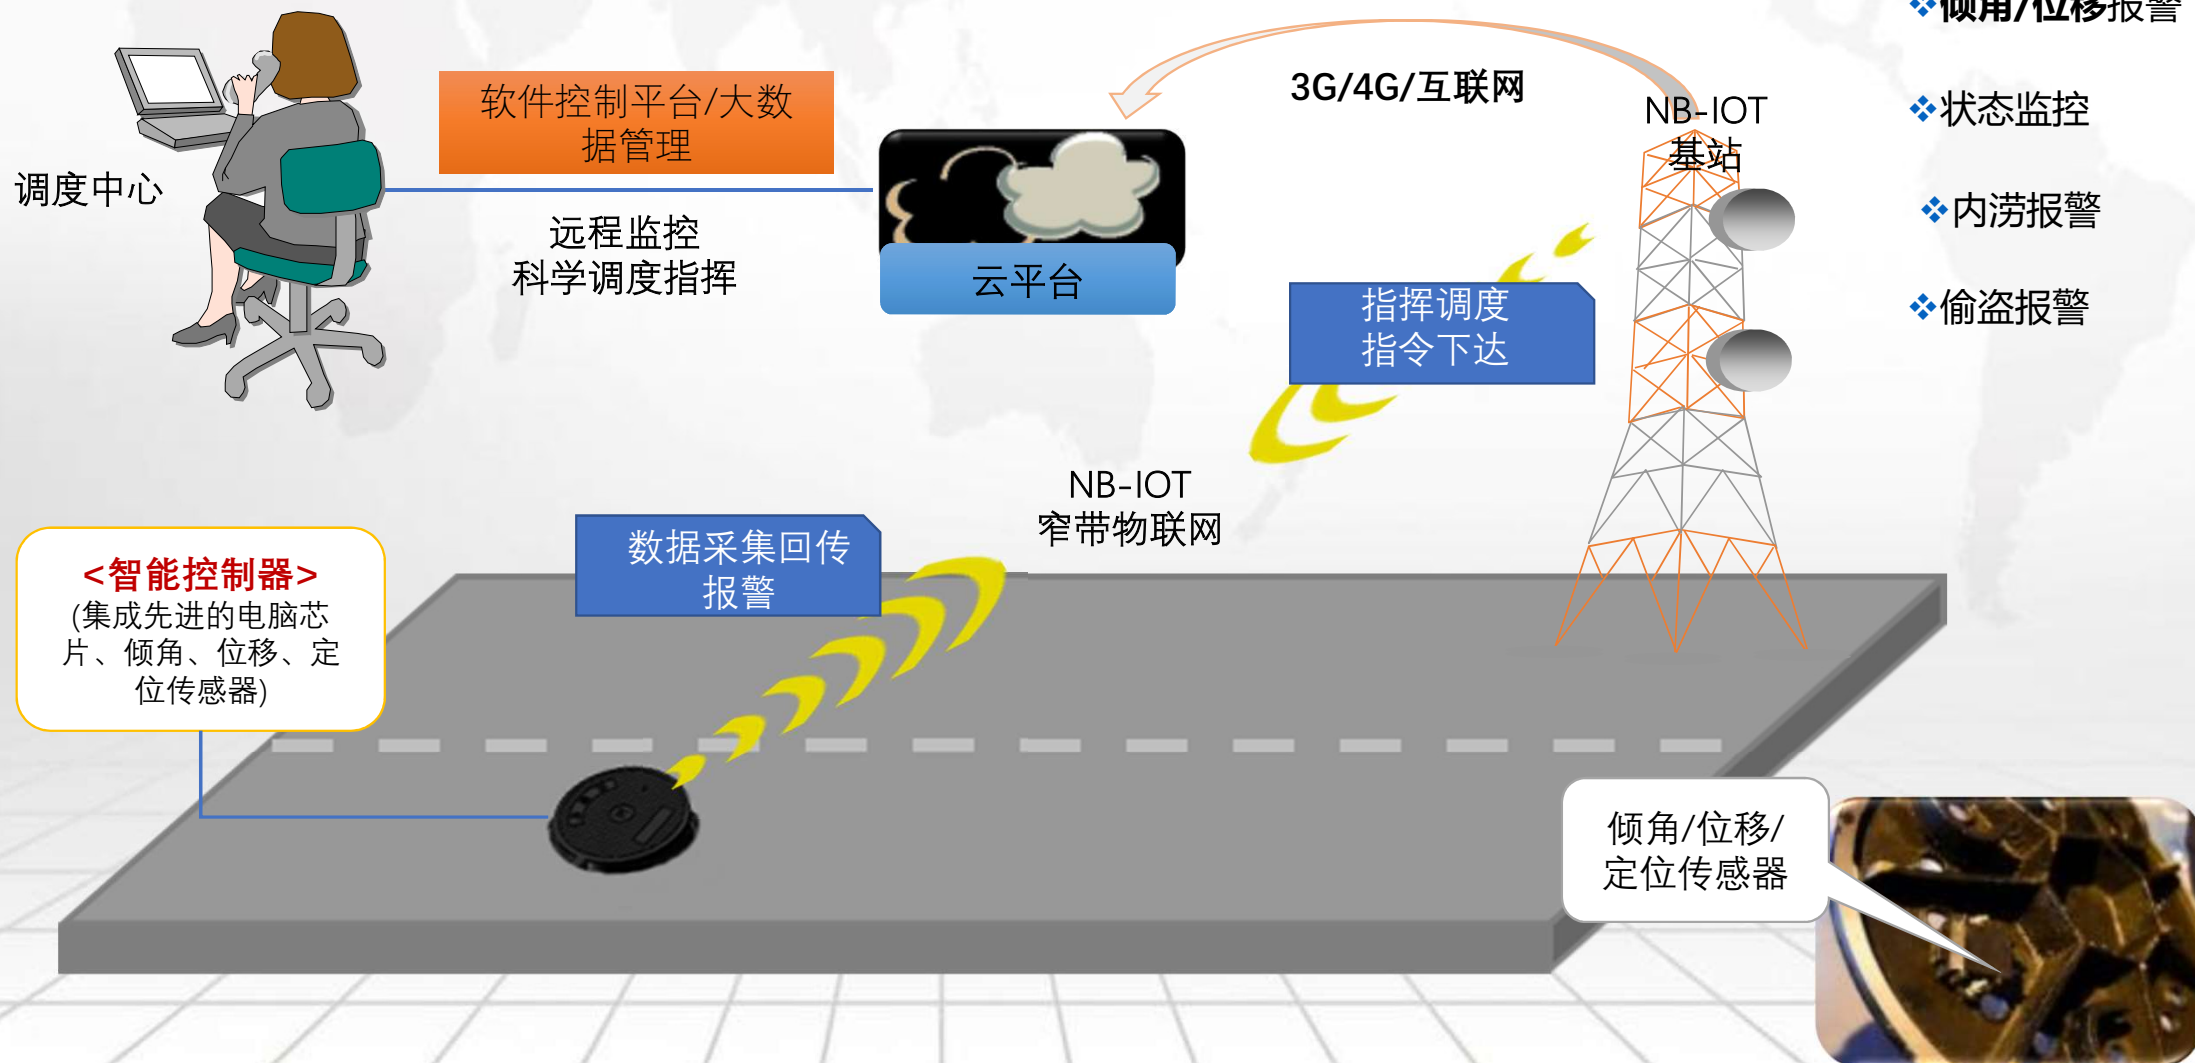 倾角/位移报警
3G/4G/互联网
软件控制平台/大数
据管理
NB-IOT
基站
状态监控
调度中心
内涝报警
远程监控
科学调度指挥
云平台
指挥调度
指令下达
偷盗报警
NB-IOT
窄带物联网
数据采集回传
报警
<智能控制器>
(集成先进的电脑芯
片、倾角、位移、定
位传感器)
倾角/位移/
定位传感器